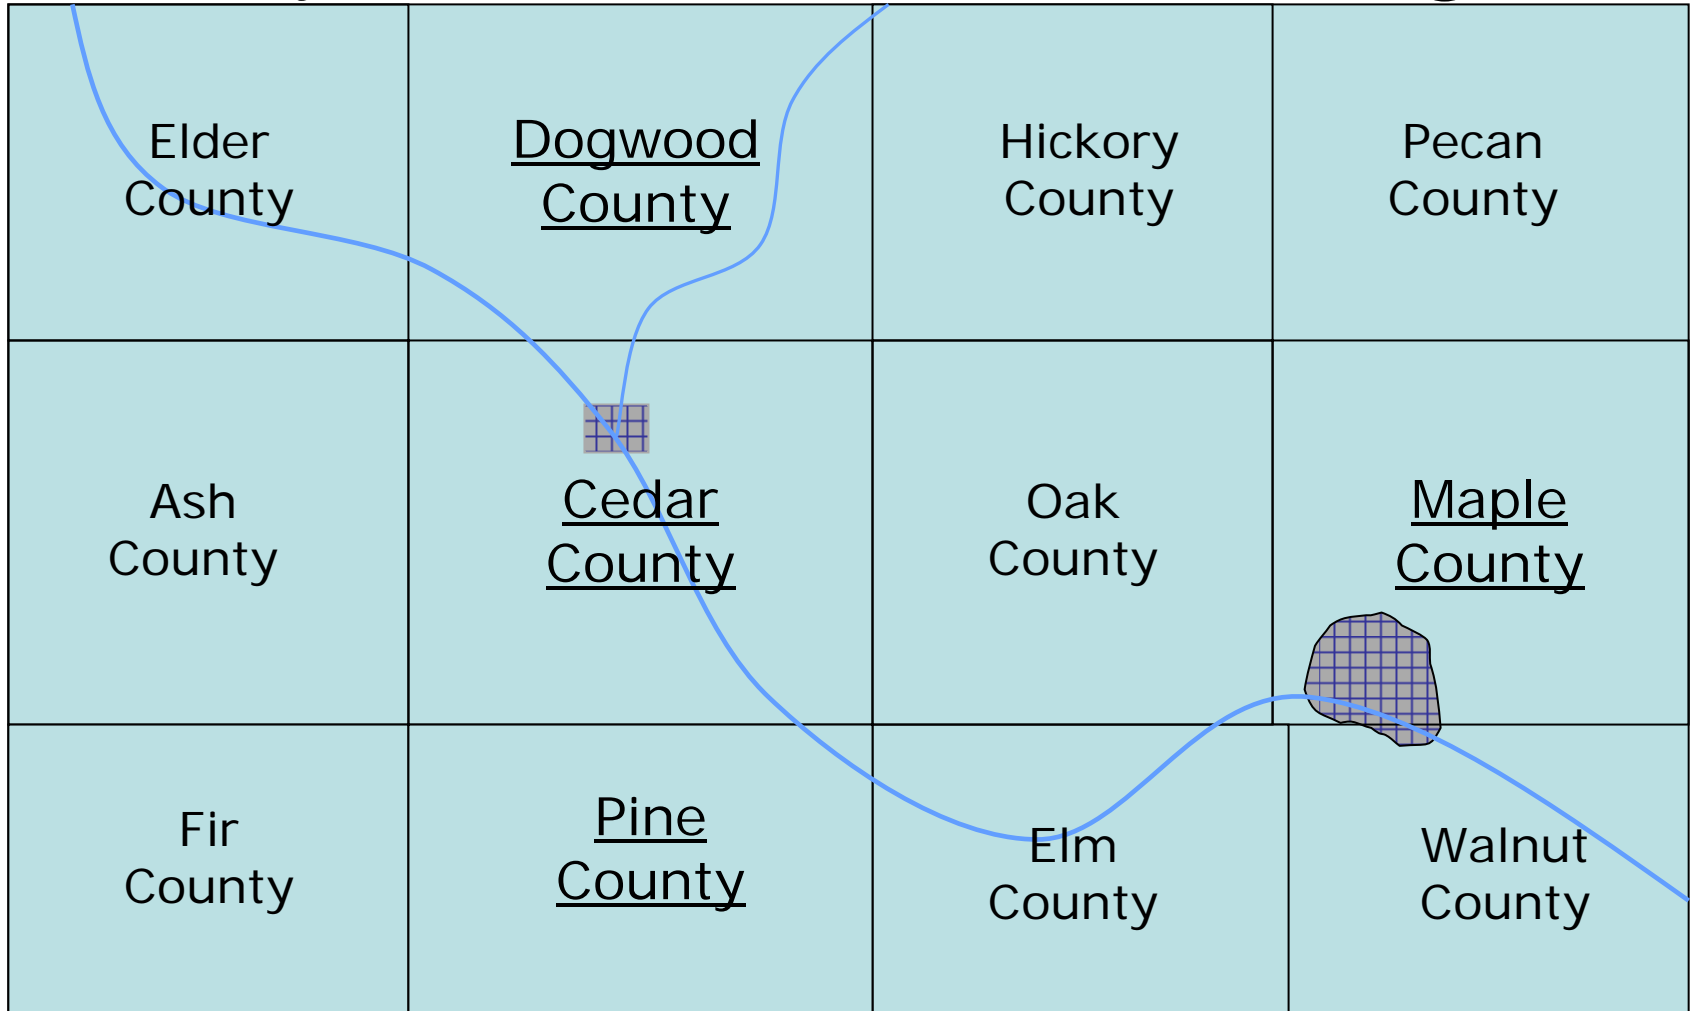 Elder
County
Dogwood
County
Hickory
County
Pecan
County
Ash
County
Cedar
County
Oak
County
Maple
County
Fir
County
Pine
County
Elm
County
Walnut
County